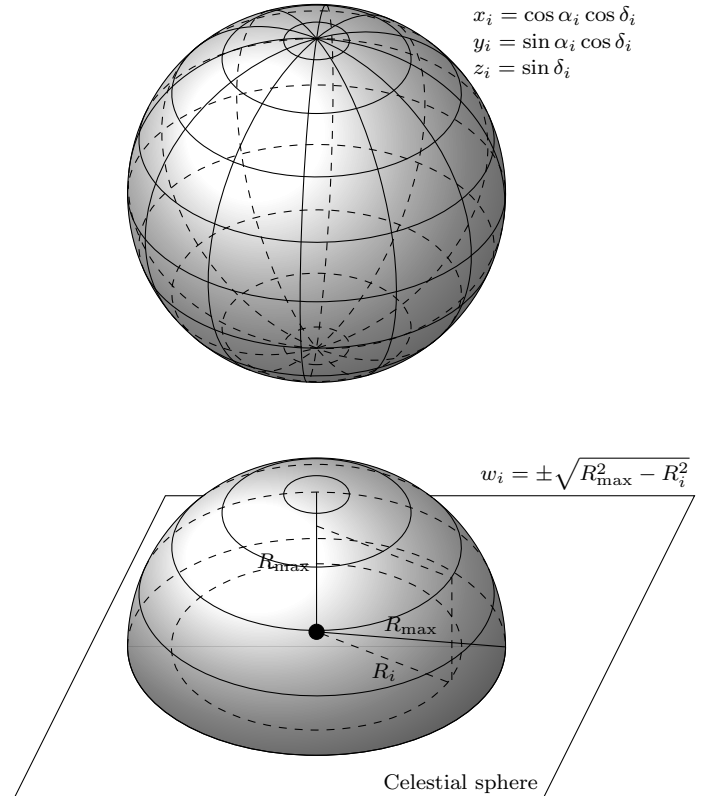 x_i = cos α_i cos δ_i
y_i = sin α_i cos δ_i
z_i = sin δ_i
w_i = ±√(R_max^2 − R_i^2)
R_max
R_max
R_i
Celestial sphere